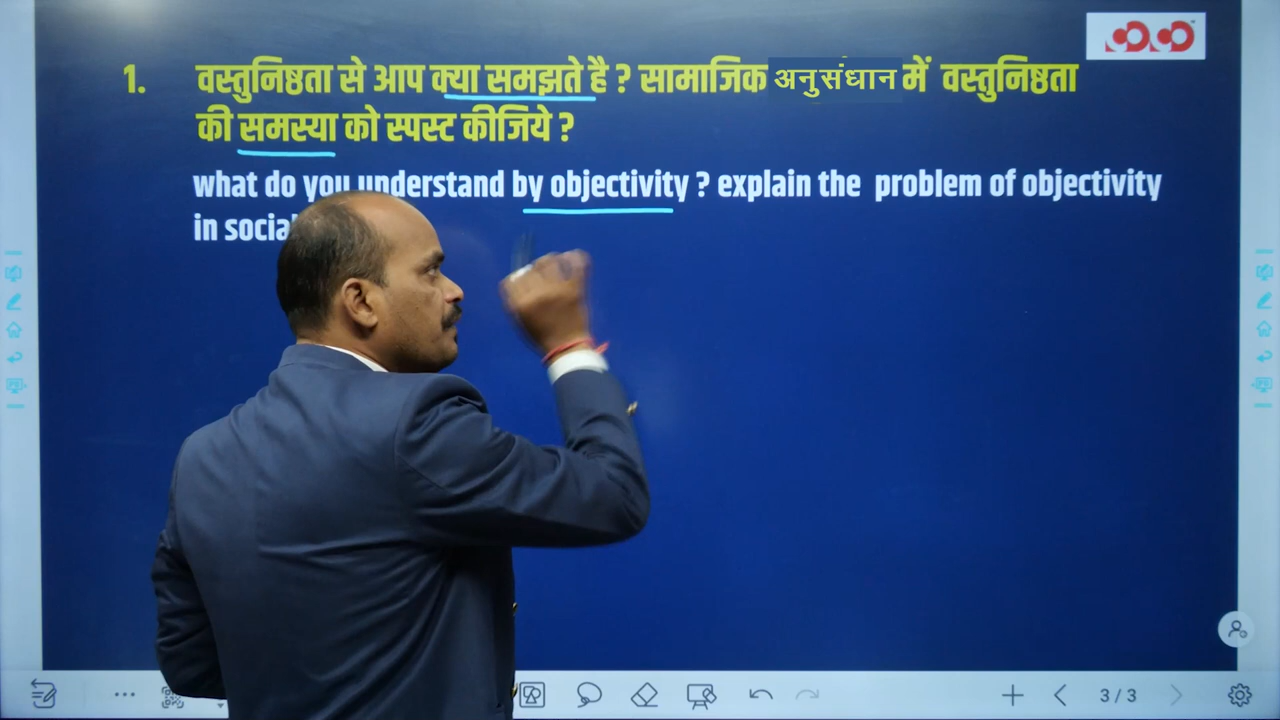 1. वस्तुनिष्ठता से आप क्या समझते है ? सामाजिक अनुसंधान में वस्तुनिष्ठता
की समस्या को स्पस्ट कीजिये ?
what do you understand by objectivity ? explain the problem of objectivity
in social
3 / 3